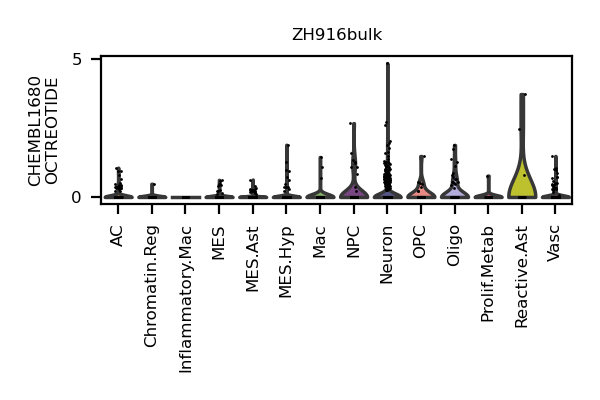 ZH916bulk
CHEMBL1680
OCTREOTIDE
5
0
AC
Chromatin.Reg
Inflammatory.Mac
MES
MES.Ast
MES.Hyp
Mac
NPC
Neuron
OPC
Oligo
Prolif.Metab
Reactive.Ast
Vasc